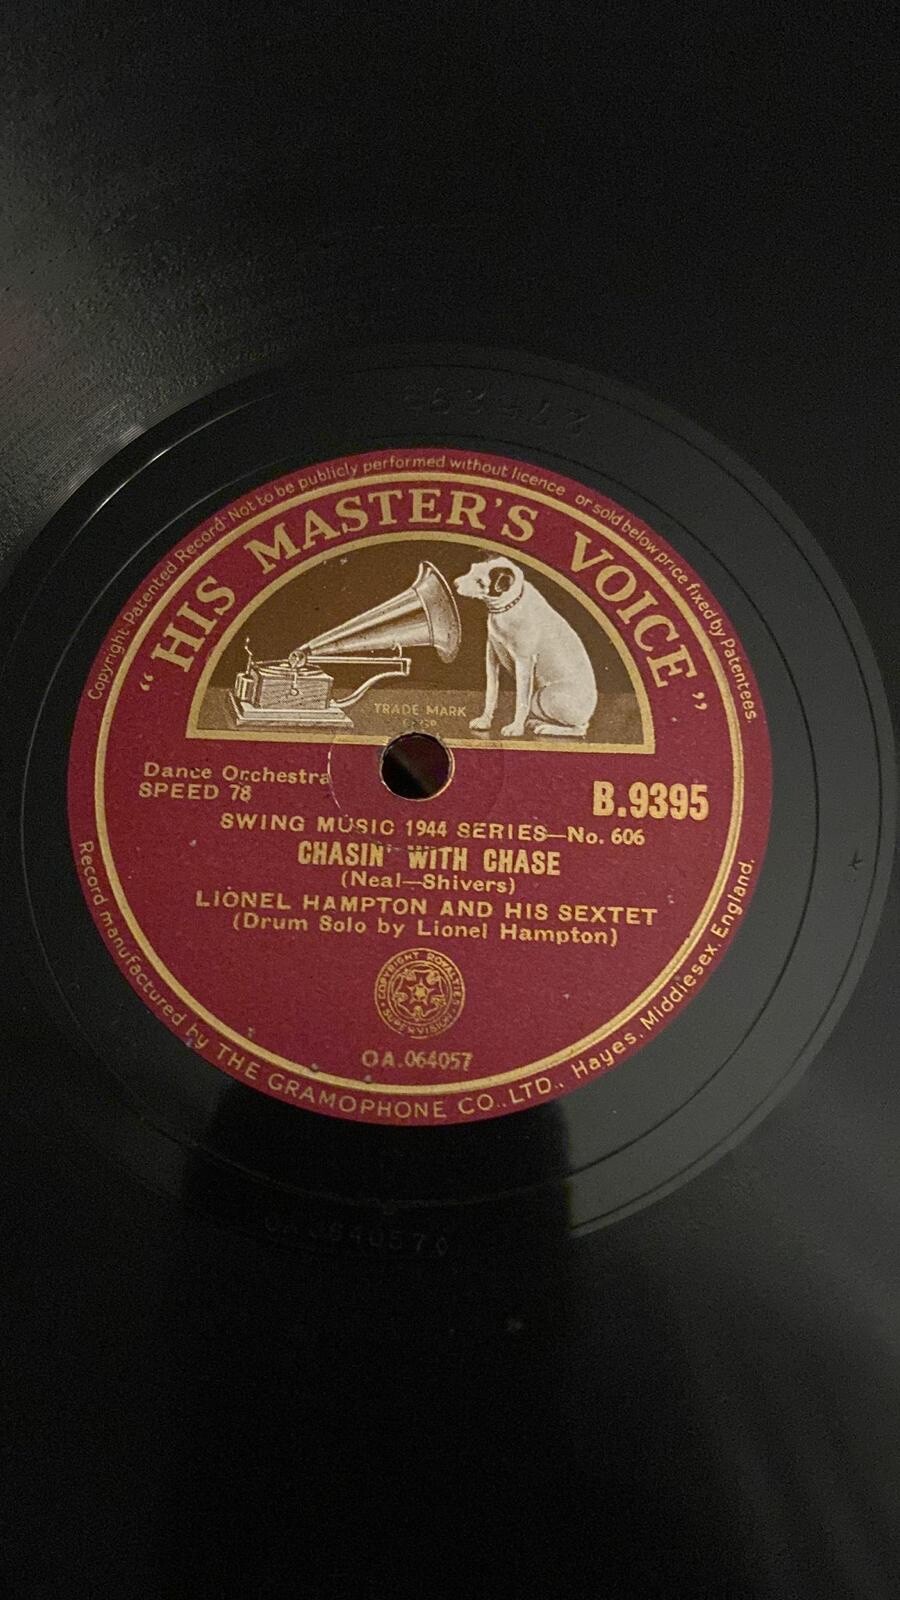 Copyright. Patented Record. Not to be publicly performed without licence or sold below price fixed by Patentees.
"HIS MASTER'S VOICE"
TRADE MARK
Dance Orchestra
SPEED 78
B.9395
SWING MUSIC 1944 SERIES—No. 606
CHASIN' WITH CHASE
(Neal—Shivers)
LIONEL HAMPTON AND HIS SEXTET
(Drum Solo by Lionel Hampton)
COPYRIGHT ROYALTIES
SUPERVISION
OA.064057
Record manufactured by THE GRAMOPHONE CO., LTD., Hayes, Middlesex, England.